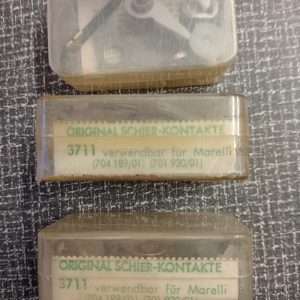 ORIGINAL SCHIER-KONTAKTE
3711 verwendbar für Marelli
(704 189/01) (701 920/01)
ORIGINAL SCHIER-KONTAKTE
3711 verwendbar für Marelli